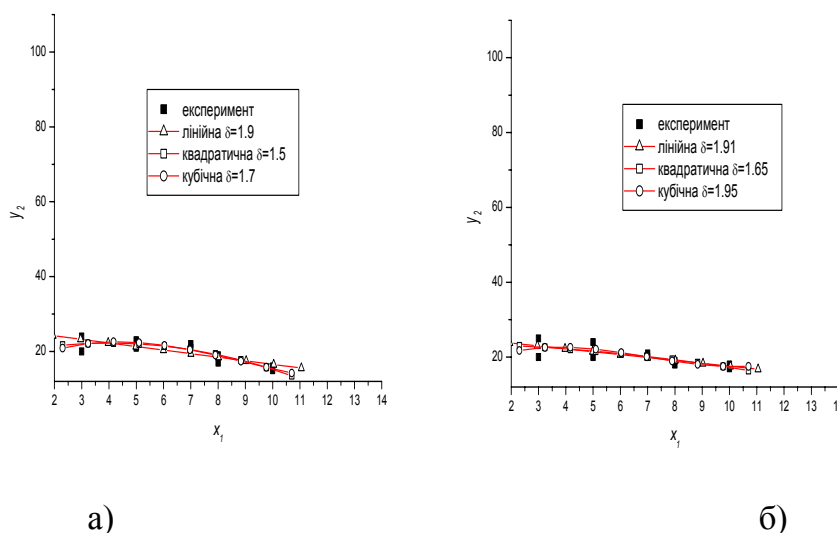 100
80
60
40
20
y2
експеримент
лінійна δ=1.9
квадратична δ=1.5
кубічна δ=1.7
2 3 4 5 6 7 8 9 10 11 12 13 14
x1
а)
100
80
60
40
20
y2
експеримент
лінійна δ=1.91
квадратична δ=1.65
кубічна δ=1.95
2 3 4 5 6 7 8 9 10 11 12 13
x1
б)